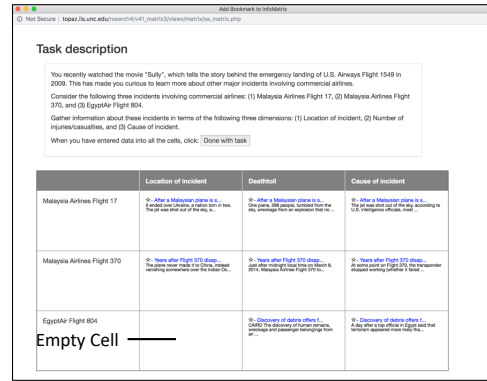 Add Bookmark to InfoMatrix
Not Secure | topaz.ils.unc.edu/research4/v41_matrix3/views/matrix/sa_matrix.php
Task description
You recently watched the movie "Sully", which tells the story behind the emergency landing of U.S. Airways Flight 1549 in
2009. This has made you curious to learn more about other major incidents involving commercial airlines.
Consider the following three incidents involving commercial airlines: (1) Malaysia Airlines Flight 17, (2) Malaysia Airlines Flight
370, and (3) EgyptAir Flight 804.
Gather information about these incidents in terms of the following three dimensions: (1) Location of incident, (2) Number of
injuries/casualties, and (3) Cause of incident.
When you have entered data into all the cells, click: Done with task
Location of incident Deathtoll Cause of incident
Malaysia Airlines Flight 17
☆- After a Malaysian plane is s...
It ended over Ukraine, a nation torn in two.
The jet was shot out of the sky, a...
☆- After a Malaysian plane is s...
One plane, 298 people, tumbled from the
sky, wreckage from an explosion that no ...
☆- After a Malaysian plane is s...
The jet was shot out of the sky, according to
U.S. intelligence officials, most ...
Malaysia Airlines Flight 370
☆- Years after Flight 370 disap...
The plane never made it to China, instead
vanishing somewhere over the Indian Oc...
☆- Years after Flight 370 disap...
Just after midnight local time on March 8,
2014, Malaysia Airlines Flight 370 to...
☆- Years after Flight 370 disap...
At some point on Flight 370, the transponder
stopped working (whether it failed ...
EgyptAir Flight 804
☆- Discovery of debris offers f...
CAIRO The discovery of human remains,
wreckage and passenger belongings from
an ...
☆- Discovery of debris offers f...
A day after a top official in Egypt said that
terrorism appeared more likely tha...
Empty Cell